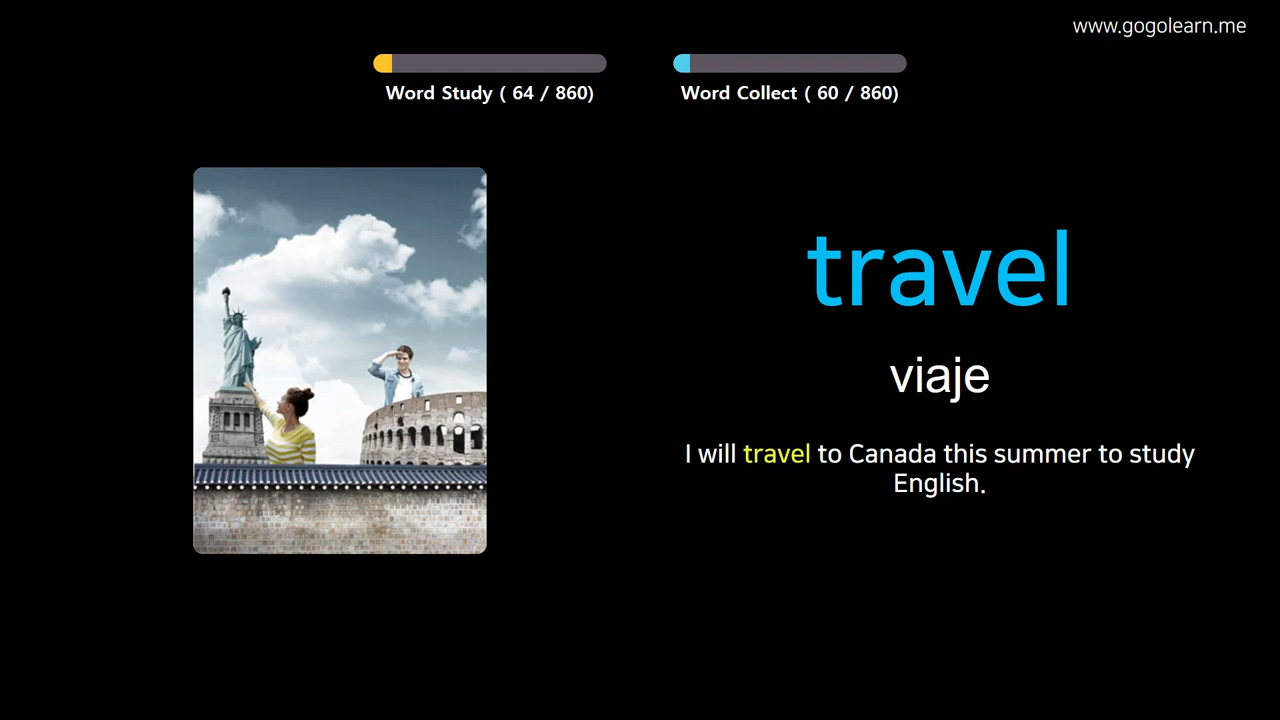 www.gogolearn.me
Word Study ( 64 / 860)
Word Collect ( 60 / 860)
travel
viaje
I will travel to Canada this summer to study
English.